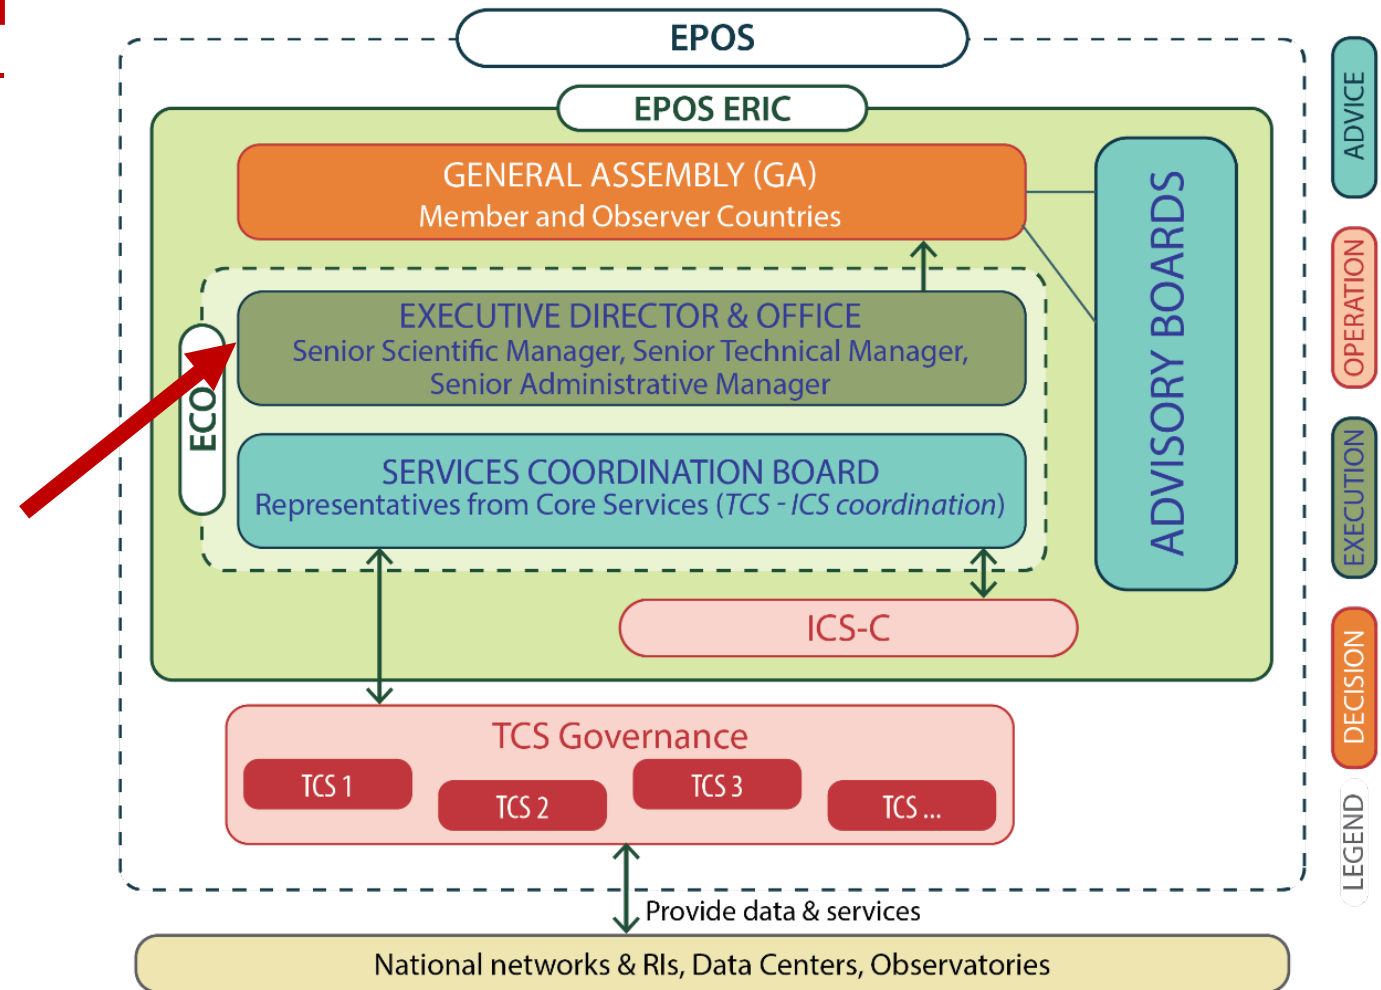 EPOS
EPOS ERIC
GENERAL ASSEMBLY (GA)
Member and Observer Countries
EXECUTIVE DIRECTOR & OFFICE
Senior Scientific Manager, Senior Technical Manager,
Senior Administrative Manager
ECO
SERVICES COORDINATION BOARD
Representatives from Core Services (TCS - ICS coordination)
ADVISORY BOARDS
ICS-C
TCS Governance
TCS 1
TCS 2
TCS 3
TCS ...
Provide data & services
National networks & RIs, Data Centers, Observatories
ADVICE
OPERATION
EXECUTION
DECISION
LEGEND